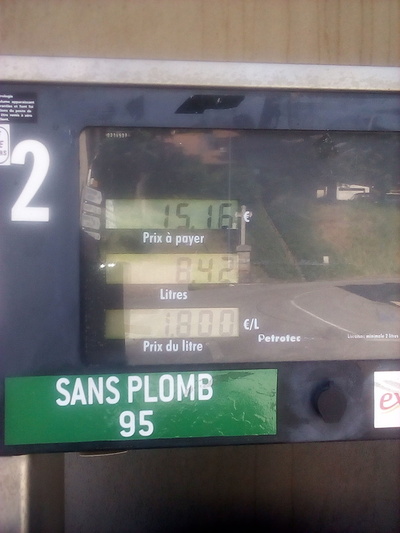 2
15.16 €
Prix à payer
8.42
Litres
1.800 €/L
Prix du litre
Petrotec
SANS PLOMB
95